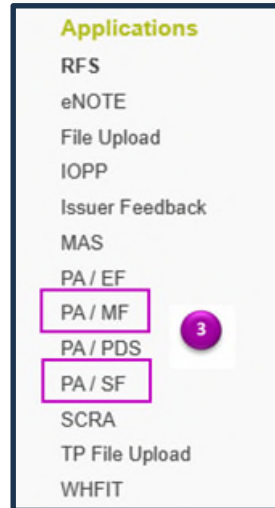 Applications
RFS
eNOTE
File Upload
IOPP
Issuer Feedback
MAS
PA / EF
PA / MF
3
PA / PDS
PA / SF
SCRA
TP File Upload
WHFIT